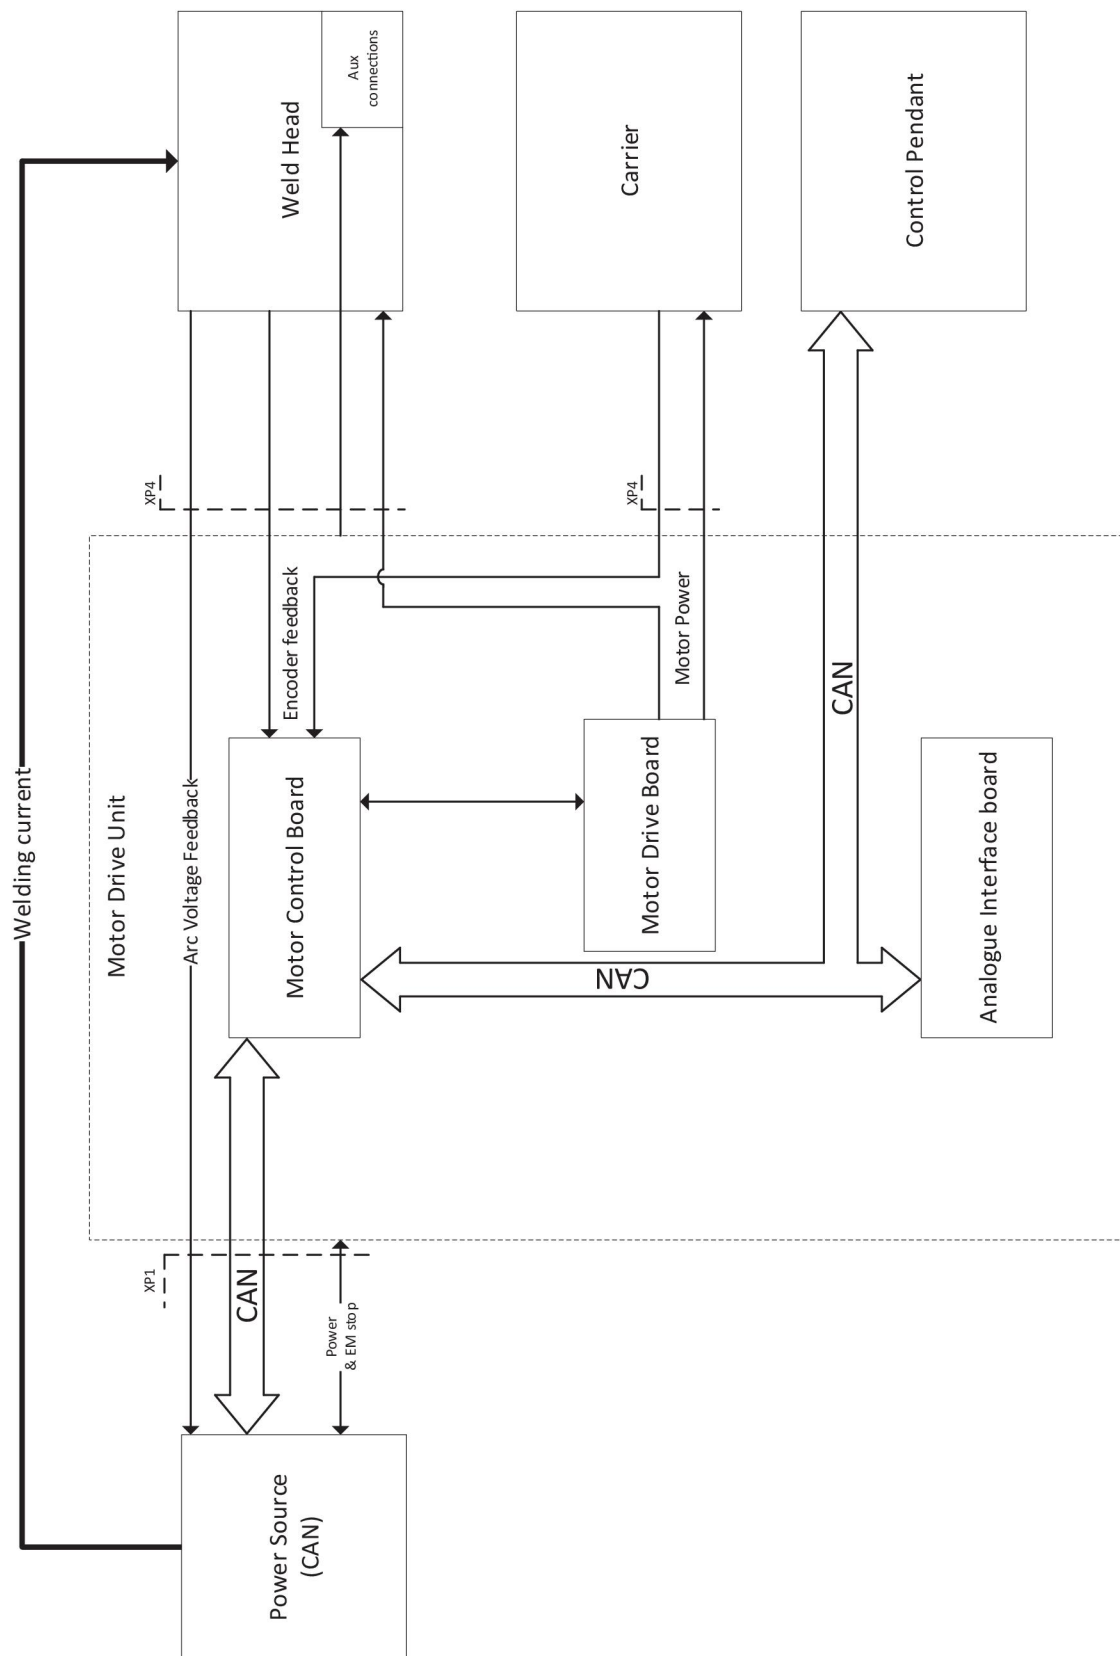 Welding current
Motor Drive Unit
Arc Voltage Feedback
Power Source
(CAN)
XP1
CAN
Power
& EM stop
Motor Control Board
Encoder feedback
XP4
Weld Head
Aux
connections
CAN
Motor Drive Board
Motor Power
XP4
Carrier
CAN
Analogue Interface board
Control Pendant